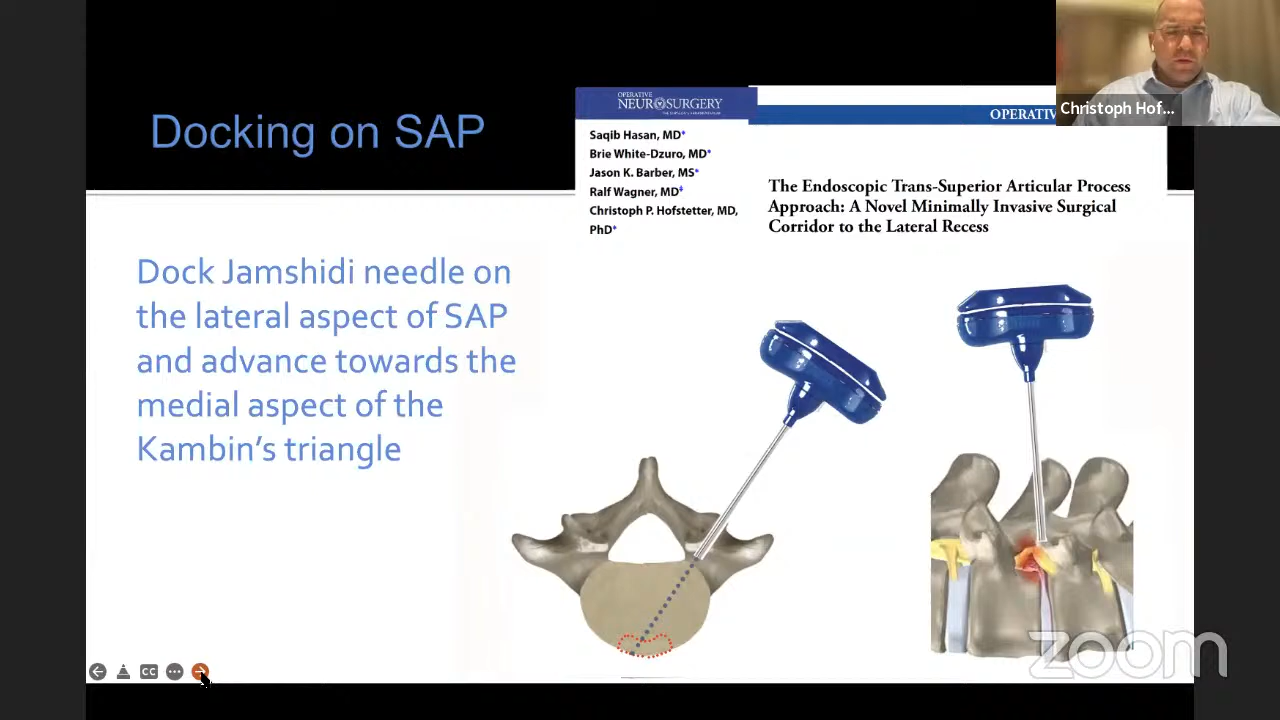 Docking on SAP
OPERATIVE
NEUROSURGERY
Saqib Hasan, MD*
Brie White-Dzuro, MD*
Jason K. Barber, MS*
Ralf Wagner, MD‡
Christoph P. Hofstetter, MD,
PhD*
OPERATIV
The Endoscopic Trans-Superior Articular Process
Approach: A Novel Minimally Invasive Surgical
Corridor to the Lateral Recess
Christoph Hof...
Dock Jamshidi needle on
the lateral aspect of SAP
and advance towards the
medial aspect of the
Kambin's triangle
CC
zoom